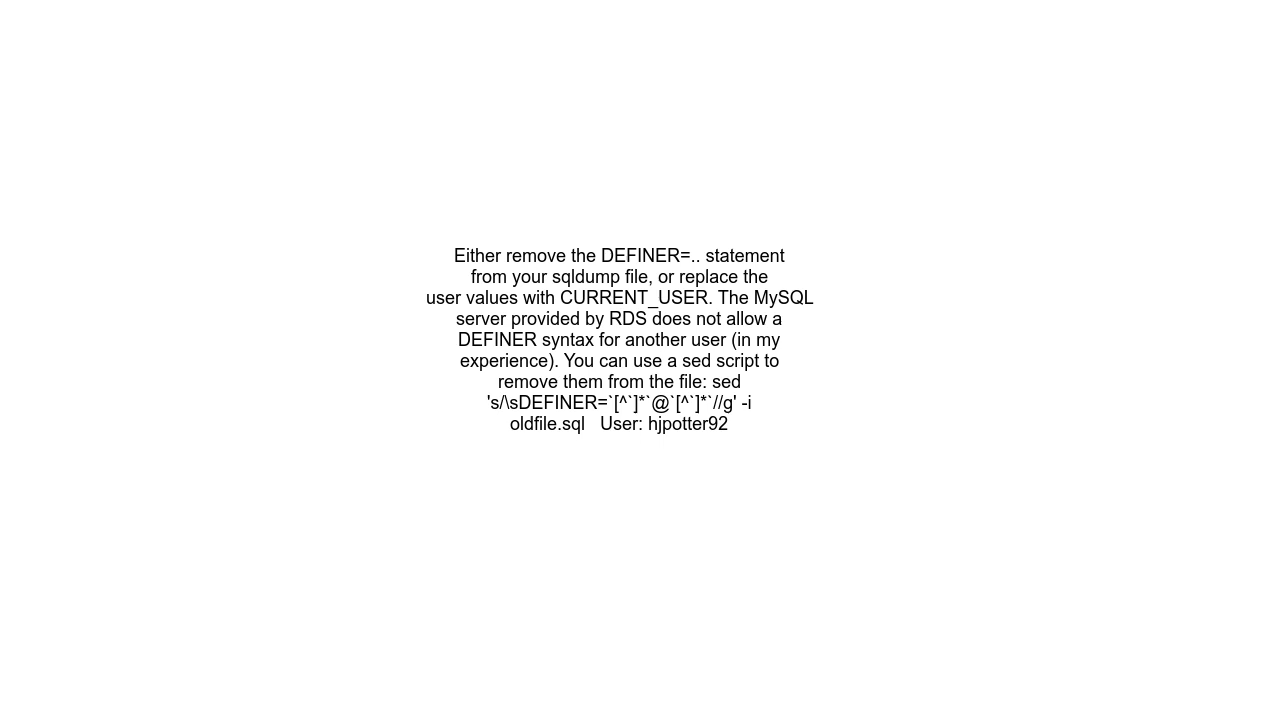 Either remove the DEFINER=.. statement
from your sqldump file, or replace the
user values with CURRENT_USER. The MySQL
server provided by RDS does not allow a
DEFINER syntax for another user (in my
experience). You can use a sed script to
remove them from the file: sed
's/\sDEFINER=`[^`]*`@`[^`]*`//g' -i
oldfile.sql   User: hjpotter92